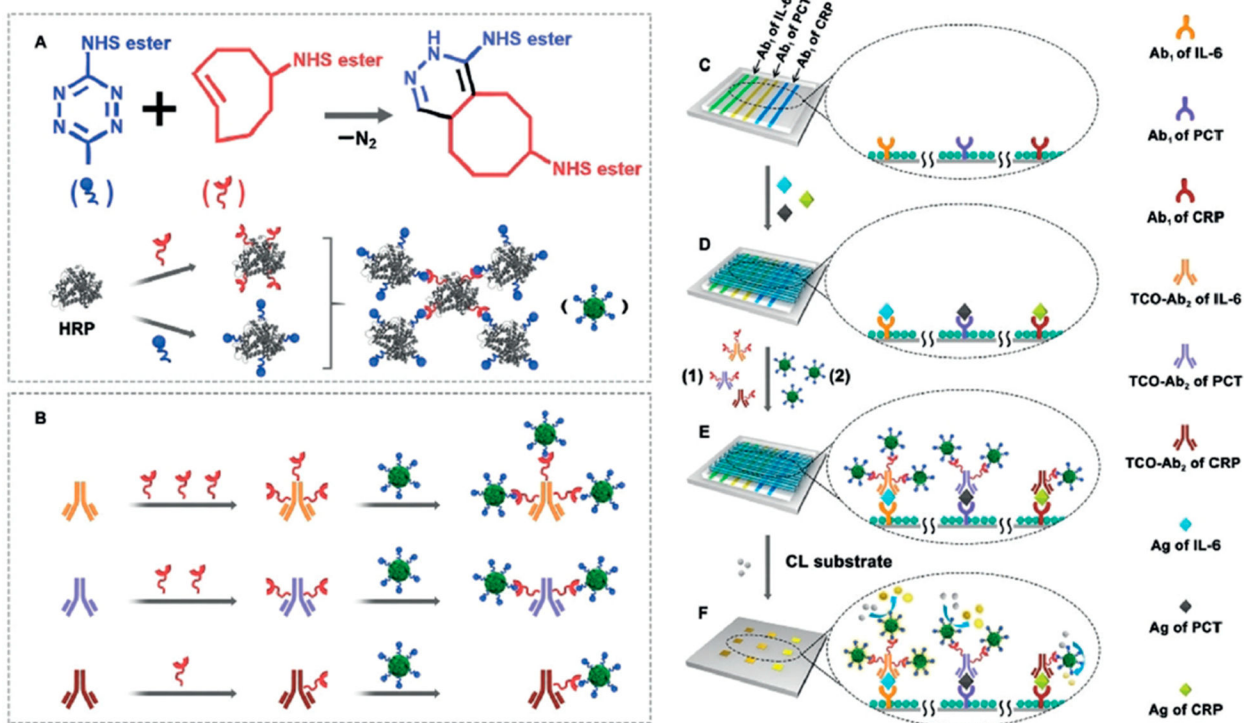 A
NHS ester
N N
N N
+
NHS ester
−N₂
H
N
N
NHS ester
NHS ester
( )
( )
HRP
( )
B
C
Ab₁ of IL-6
Ab₁ of PCT
Ab₁ of CRP
D
(1)
(2)
E
CL substrate
F
Ab₁ of IL-6
Ab₁ of PCT
Ab₁ of CRP
TCO-Ab₂ of IL-6
TCO-Ab₂ of PCT
TCO-Ab₂ of CRP
Ag of IL-6
Ag of PCT
Ag of CRP